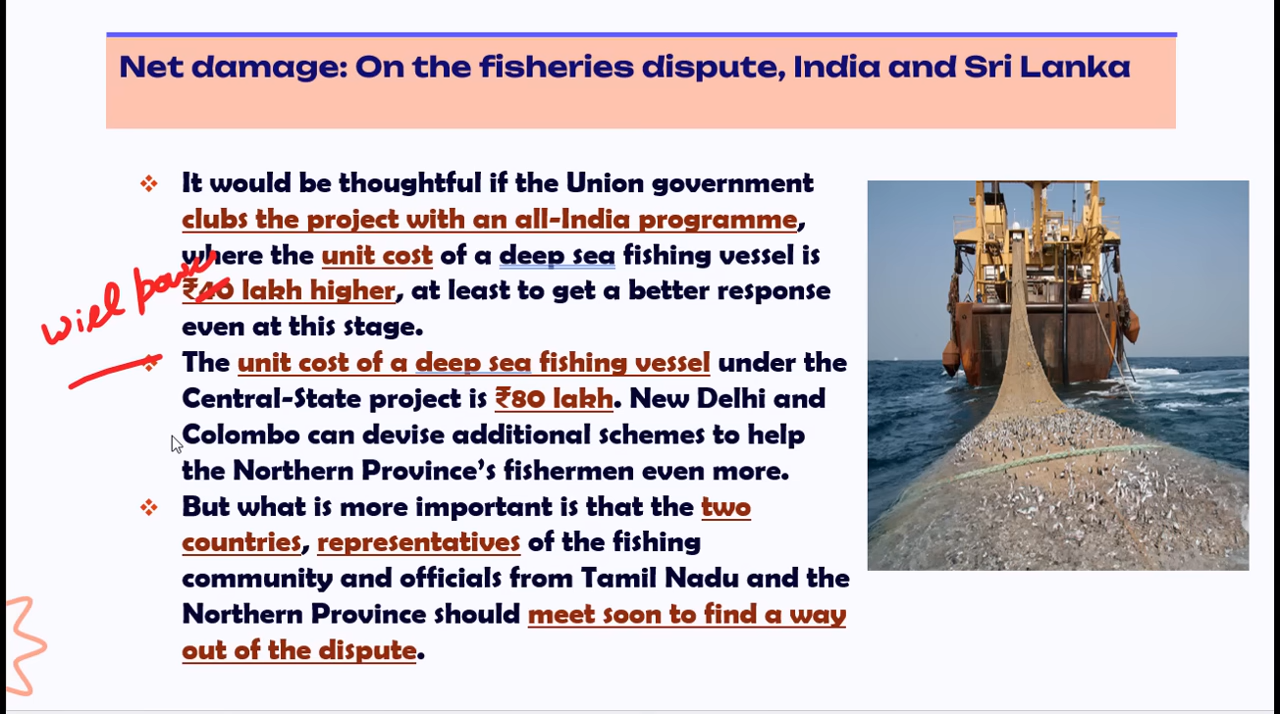 Net damage: On the fisheries dispute, India and Sri Lanka
It would be thoughtful if the Union government
clubs the project with an all-India programme,
where the unit cost of a deep sea fishing vessel is
₹40 lakh higher, at least to get a better response
even at this stage.
The unit cost of a deep sea fishing vessel under the
Central-State project is ₹80 lakh. New Delhi and
Colombo can devise additional schemes to help
the Northern Province's fishermen even more.
But what is more important is that the two
countries, representatives of the fishing
community and officials from Tamil Nadu and the
Northern Province should meet soon to find a way
out of the dispute.
will